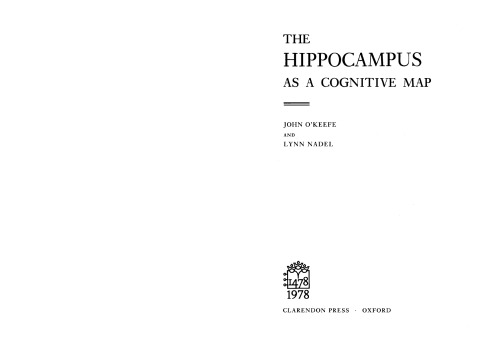 THE
HIPPOCAMPUS
AS A COGNITIVE MAP
JOHN O'KEEFE
AND
LYNN NADEL
1478
1978
CLARENDON PRESS · OXFORD